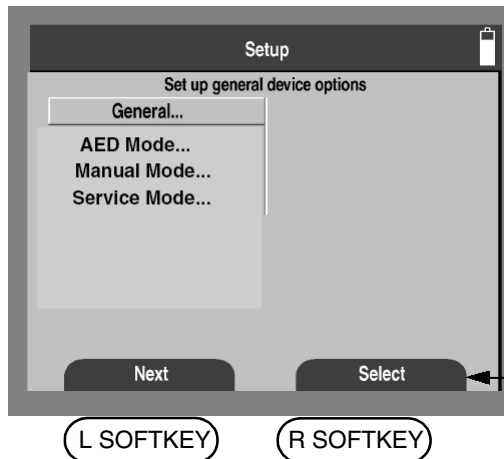 Setup
Set up general device options
General...
AED Mode...
Manual Mode...
Service Mode...
Next Select
L SOFTKEY R SOFTKEY